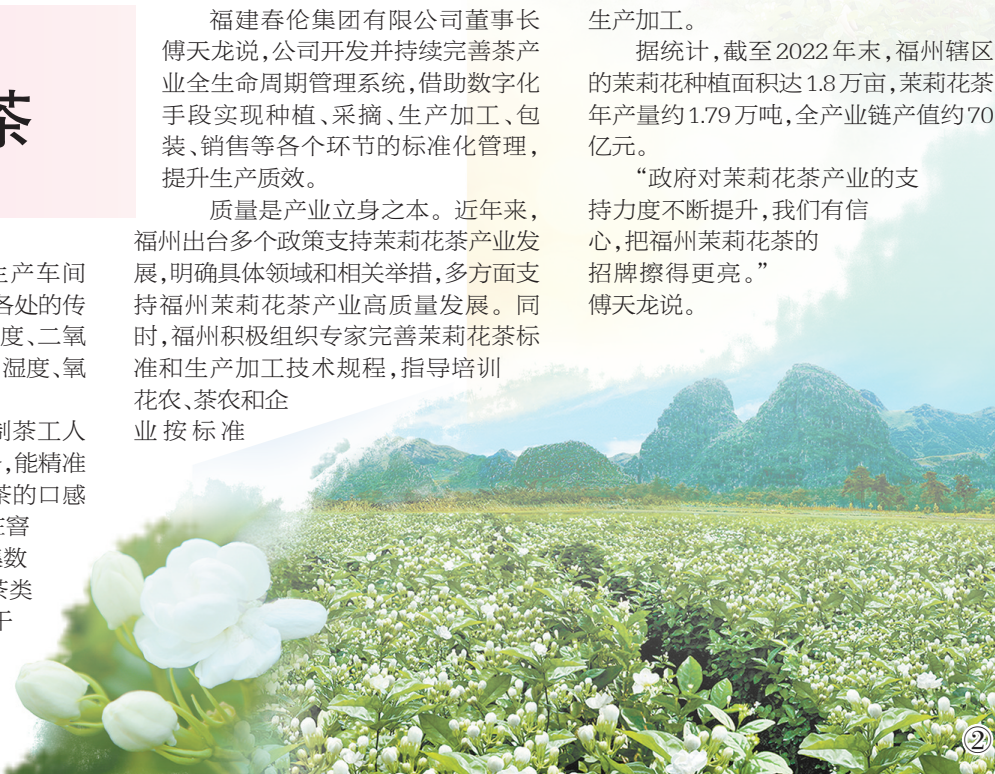 茶
生产车间
各处的传
度、二氧
湿度、氧
制茶工人
,能精准
茶的口感
窨
数
茶类
干
福建春伦集团有限公司董事长
傅天龙说,公司开发并持续完善茶产
业全生命周期管理系统,借助数字化
手段实现种植、采摘、生产加工、包
装、销售等各个环节的标准化管理,
提升生产质效。
质量是产业立身之本。近年来,
福州出台多个政策支持茉莉花茶产业发
展,明确具体领域和相关举措,多方面支
持福州茉莉花茶产业高质量发展。同
时,福州积极组织专家完善茉莉花茶标
准和生产加工技术规程,指导培训
花农、茶农和企
业按标准
生产加工。
据统计,截至2022年末,福州辖区
的茉莉花种植面积达1.8万亩,茉莉花茶
年产量约1.79万吨,全产业链产值约70
亿元。
“政府对茉莉花茶产业的支
持力度不断提升,我们有信
心,把福州茉莉花茶的
招牌擦得更亮。”
傅天龙说。
②